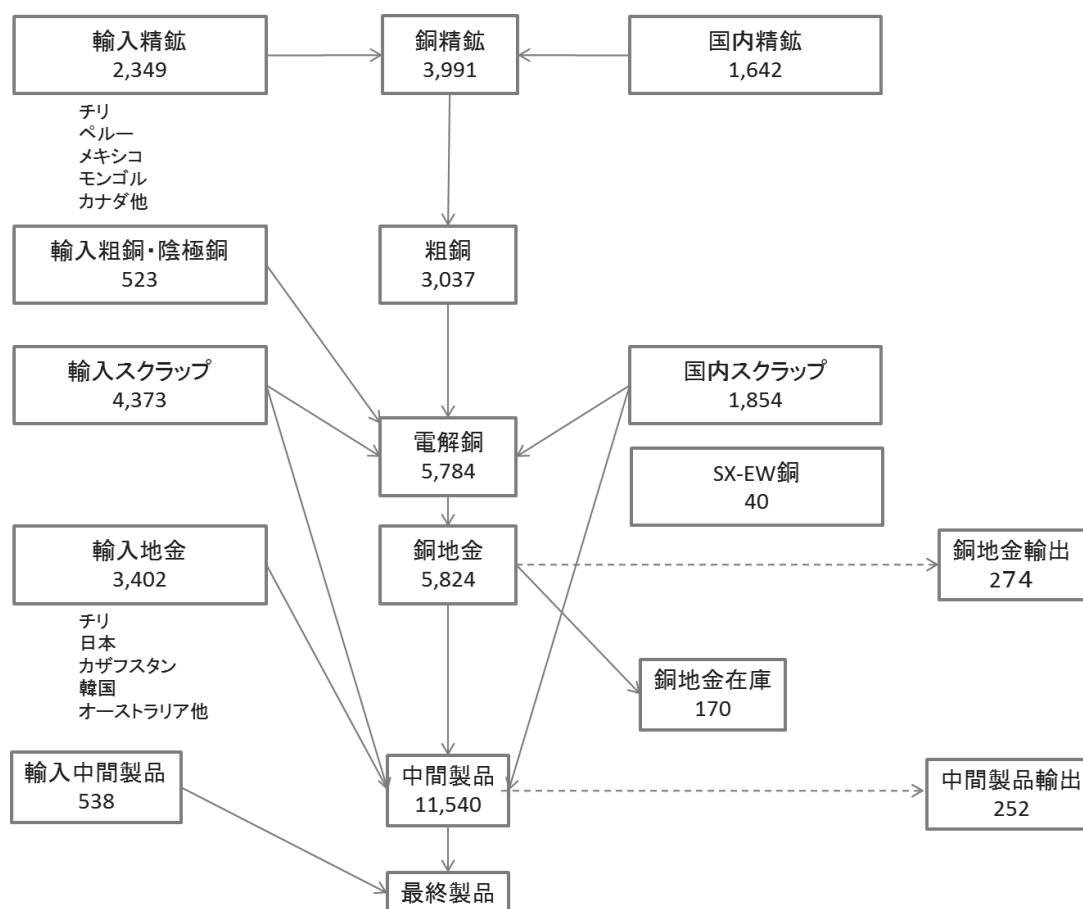 輸入精鉱
2,349
銅精鉱
3,991
国内精鉱
1,642
チリ
ペルー
メキシコ
モンゴル
カナダ他
輸入粗銅・陰極銅
523
粗銅
3,037
輸入スクラップ
4,373
国内スクラップ
1,854
電解銅
5,784
SX-EW銅
40
輸入地金
3,402
銅地金
5,824
銅地金輸出
274
チリ
日本
カザフスタン
韓国
オーストラリア他
銅地金在庫
170
輸入中間製品
538
中間製品
11,540
中間製品輸出
252
最終製品